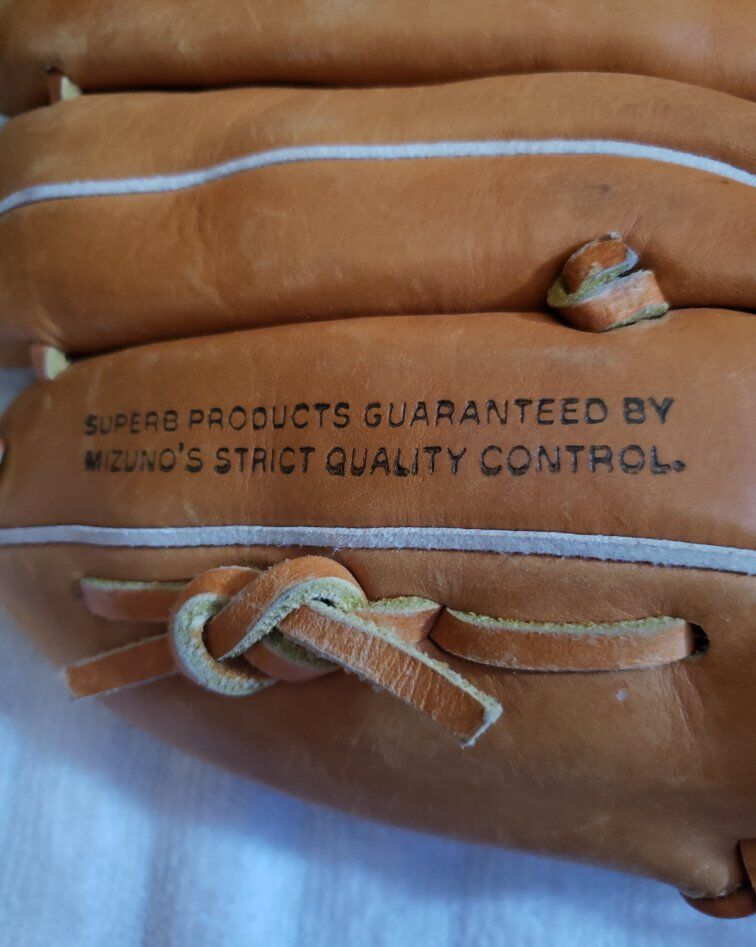 SUPERB PRODUCTS GUARANTEED BY
MIZUNO'S STRICT QUALITY CONTROL.